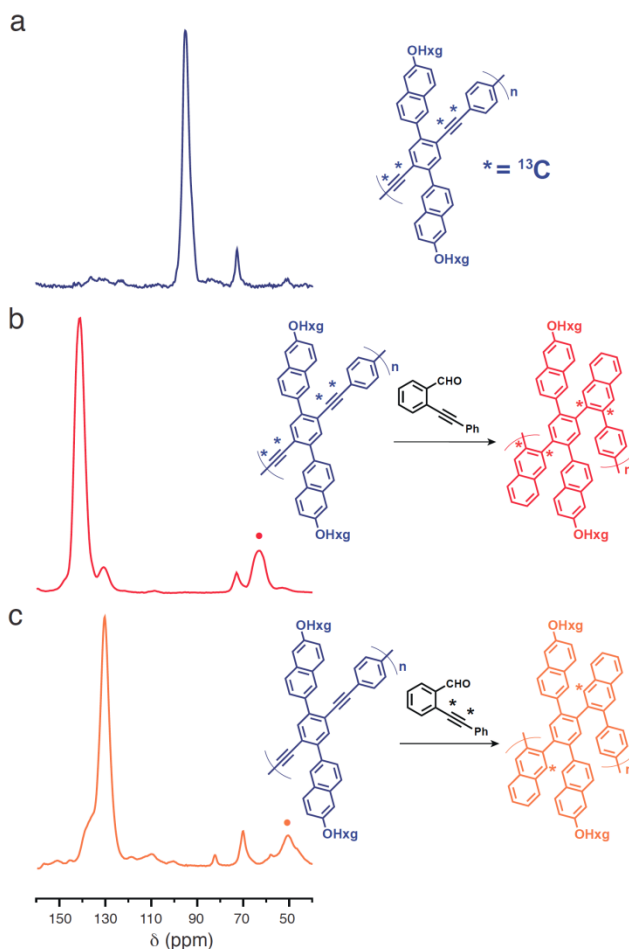 a
OHxg
n
* *
* *
* = ¹³C
OHxg
b
OHxg
n
* *
* *
OHxg
CHO
Ph
OHxg
* *
* *
n
OHxg
c
OHxg
n
OHxg
CHO
* *
Ph
OHxg
*
*
n
OHxg
150 130 110 90 70 50
δ (ppm)